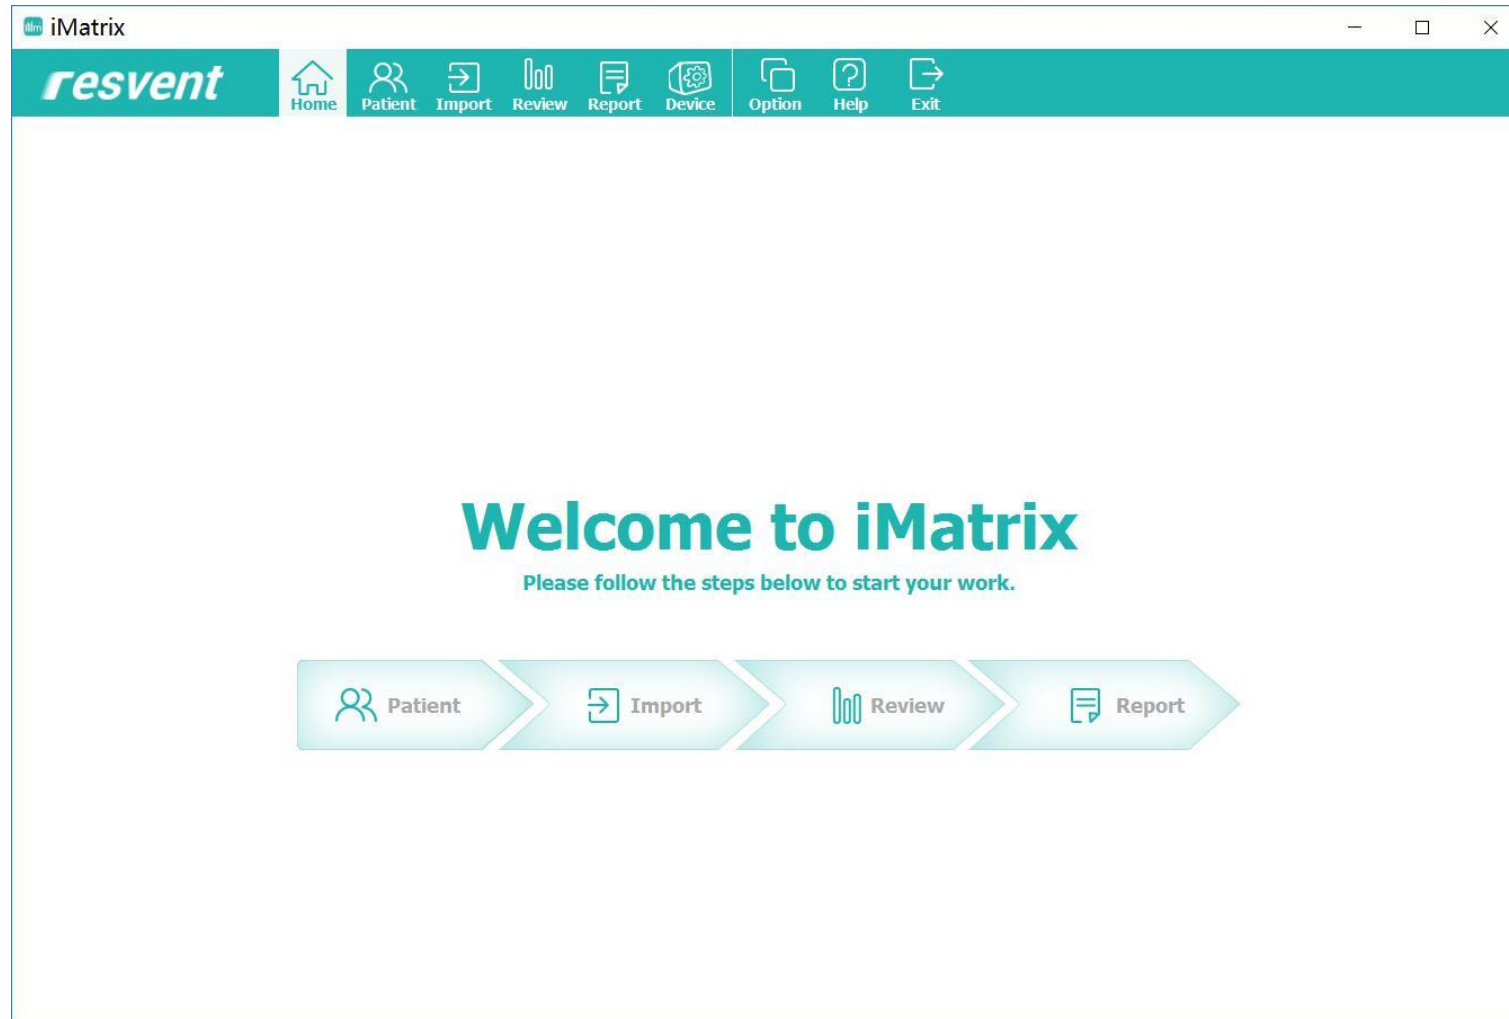 iMatrix
resvent
Home Patient Import Review Report Device Option Help Exit
Welcome to iMatrix
Please follow the steps below to start your work.
Patient Import Review Report